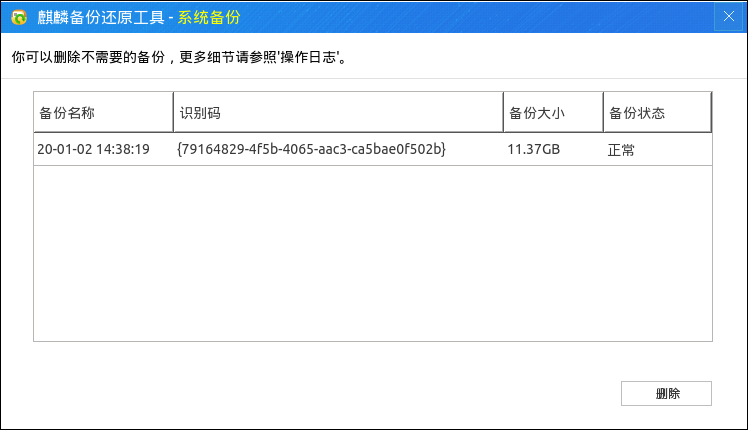 麒麟备份还原工具 - 系统备份
你可以删除不需要的备份，更多细节请参照'操作日志'。
备份名称 识别码 备份大小 备份状态
20-01-02 14:38:19 {79164829-4f5b-4065-aac3-ca5bae0f502b} 11.37GB 正常
删除